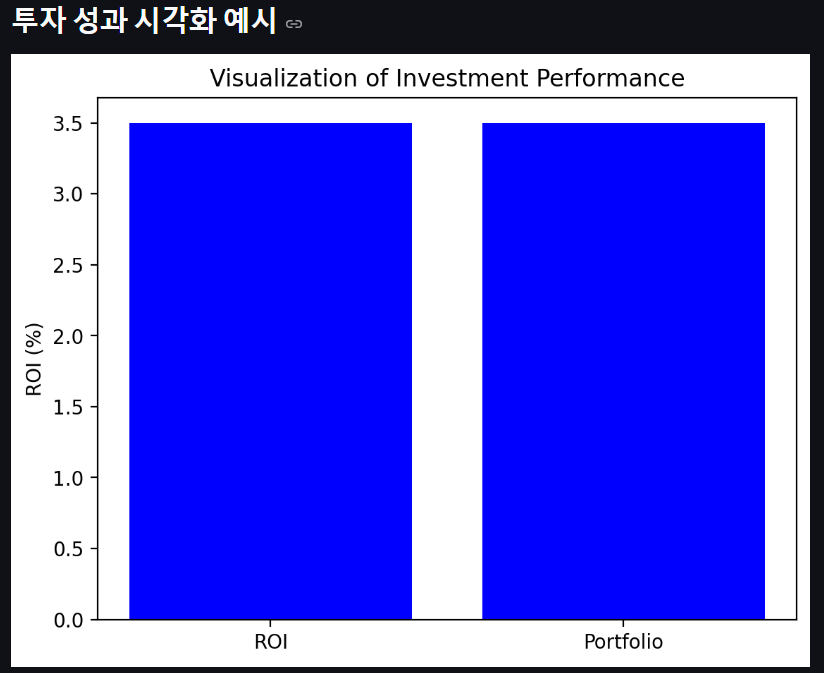 투자 성과 시각화 예시
Visualization of Investment Performance
3.5
3.0
2.5
2.0
1.5
1.0
0.5
0.0
ROI (%)
ROI
Portfolio